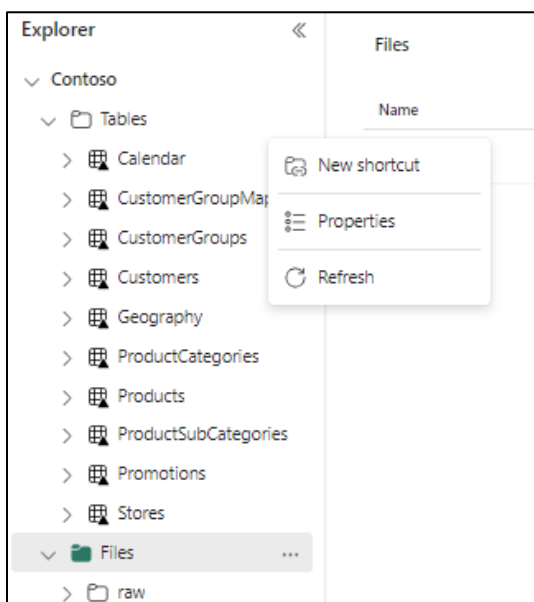 Explorer
Contoso
Tables
Calendar
CustomerGroupMap
CustomerGroups
Customers
Geography
ProductCategories
Products
ProductSubCategories
Promotions
Stores
Files
raw
Files
Name
New shortcut
Properties
Refresh